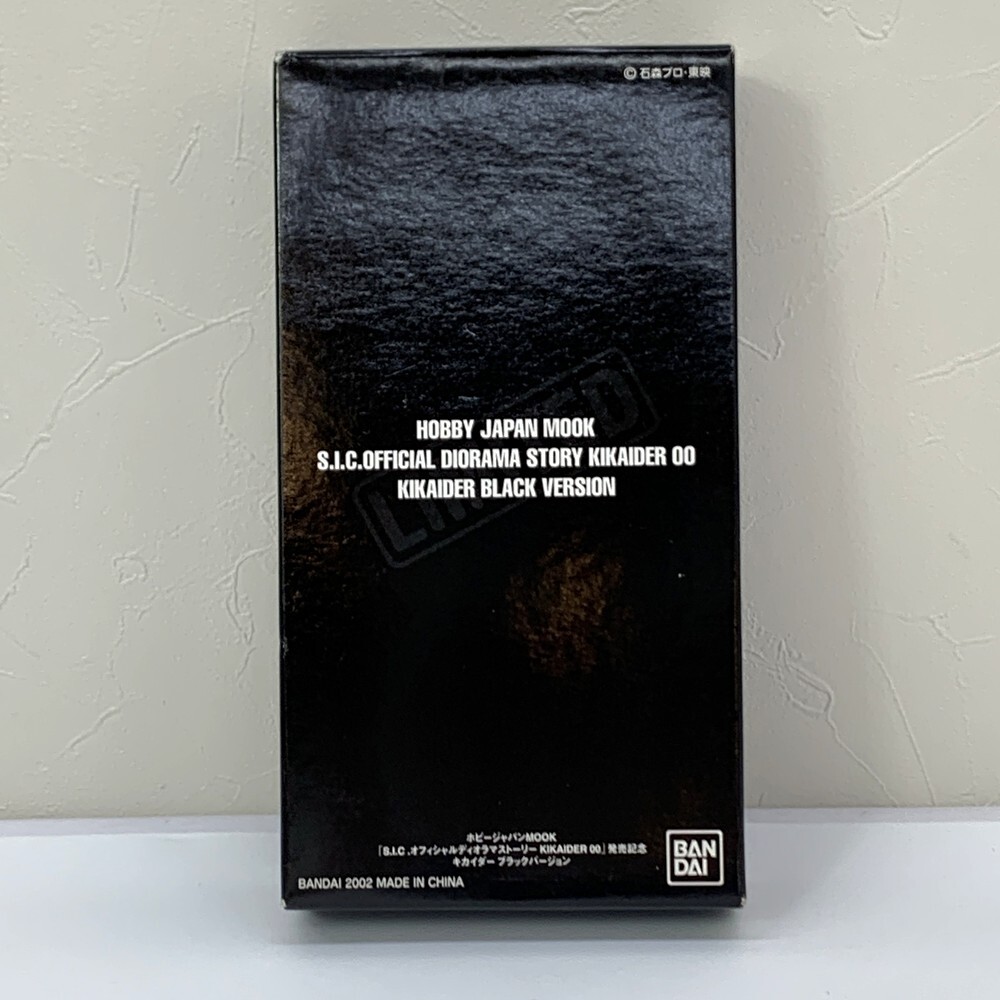 ©石森プロ・東映
LIMITED
HOBBY JAPAN MOOK
S.I.C.OFFICIAL DIORAMA STORY KIKAIDER 00
KIKAIDER BLACK VERSION
ホビージャパンMOOK
「S.I.C.オフィシャルディオラマストーリー KIKAIDER 00」発売記念
キカイダー ブラックバージョン
BANDAI 2002 MADE IN CHINA
BAN
DAI